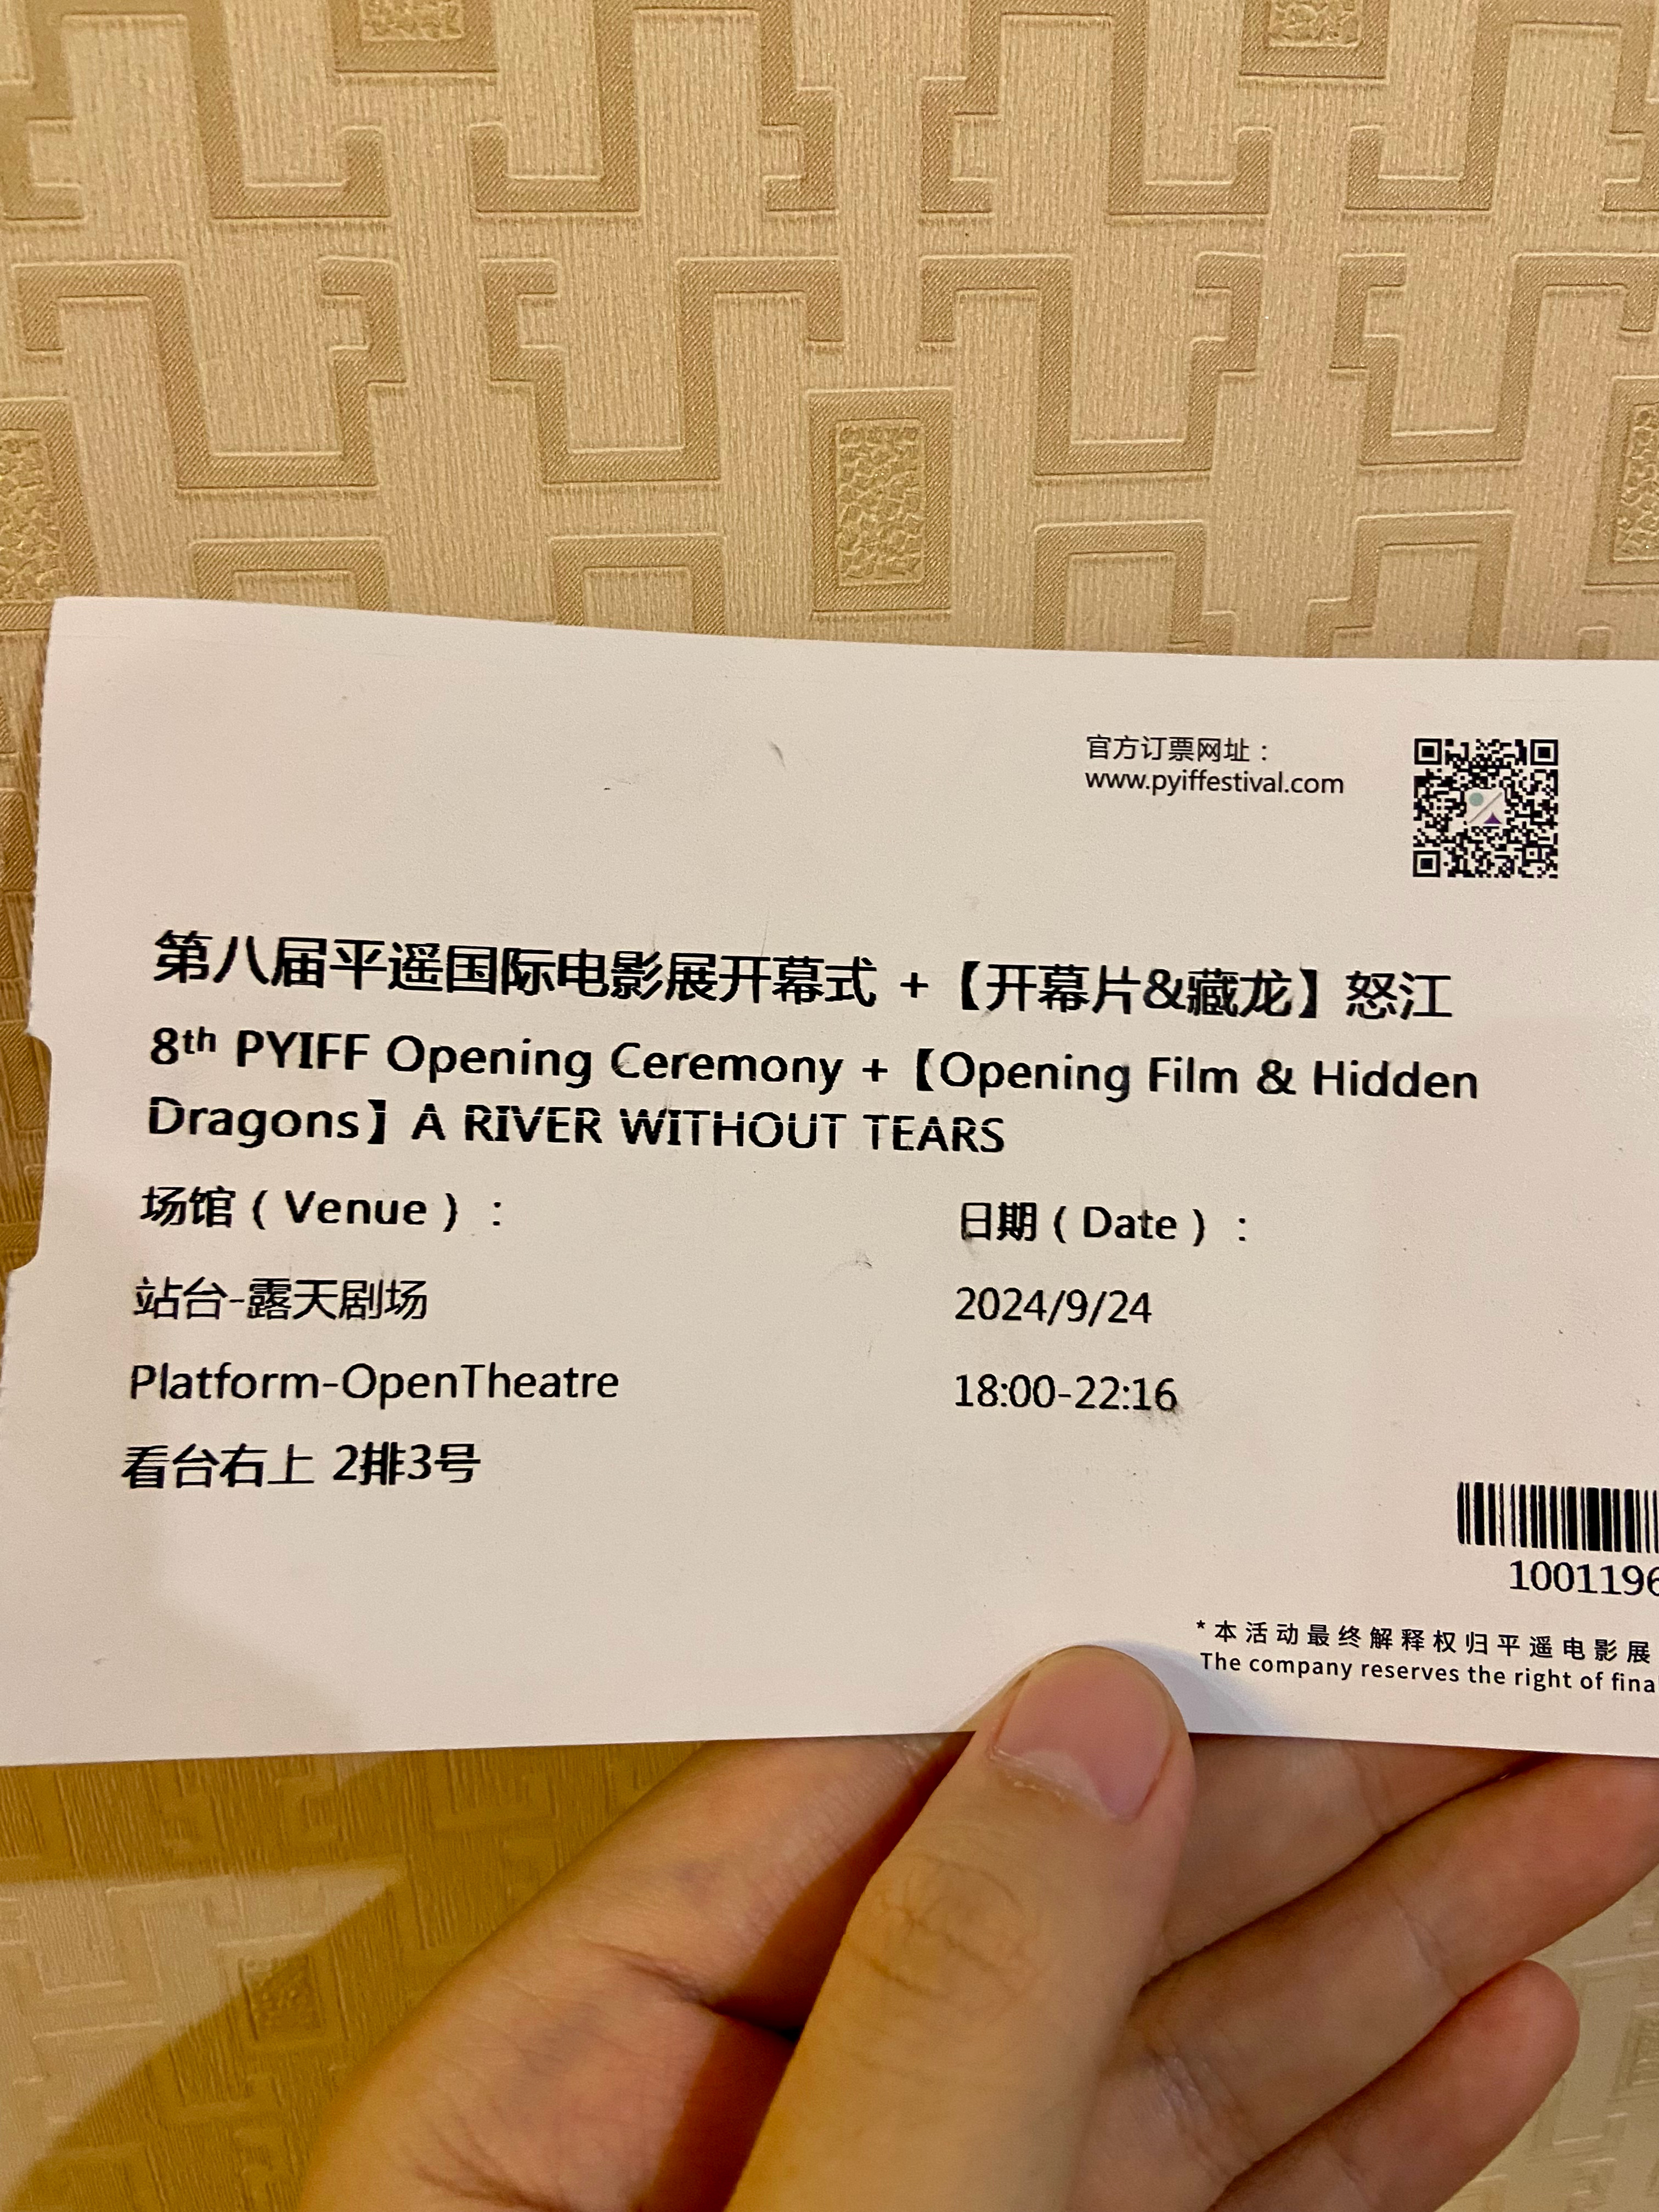 官方订票网址：
www.pyiffestival.com
第八届平遥国际电影展开幕式 +【开幕片&藏龙】怒江
8th PYIFF Opening Ceremony +【Opening Film & Hidden
Dragons】A RIVER WITHOUT TEARS
场馆（Venue）：
日期（Date）：
站台-露天剧场
2024/9/24
Platform-OpenTheatre
18:00-22:16
看台右上 2排3号
1001196
*本活动最终解释权归平遥电影展
The company reserves the right of fina